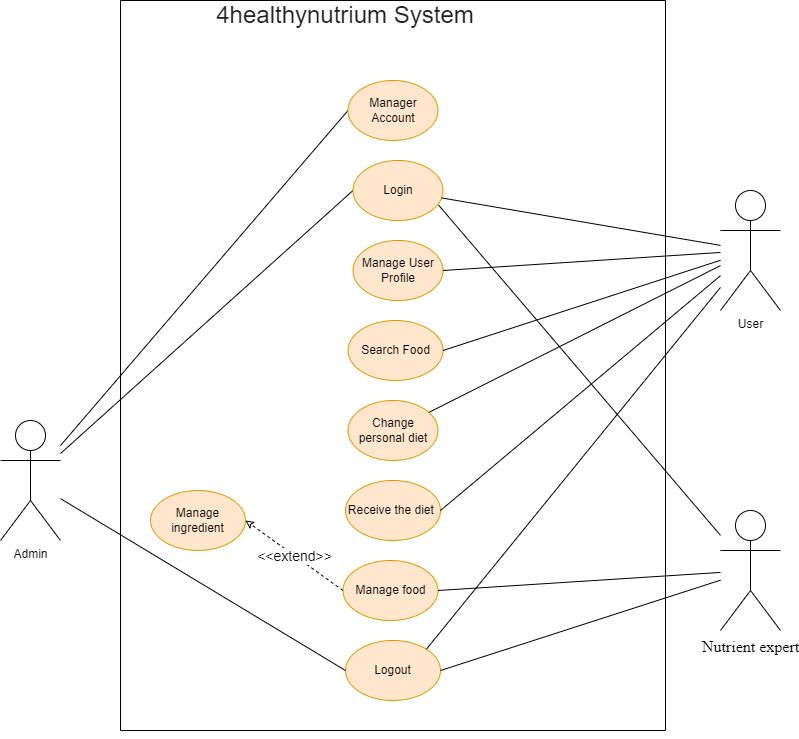 4healthynutrium System
Manager
Account
Login
Manage User
Profile
User
Search Food
Change
personal diet
Manage
ingredient
Receive the diet
Admin
<<extend>>
Manage food
Nutrient expert
Logout